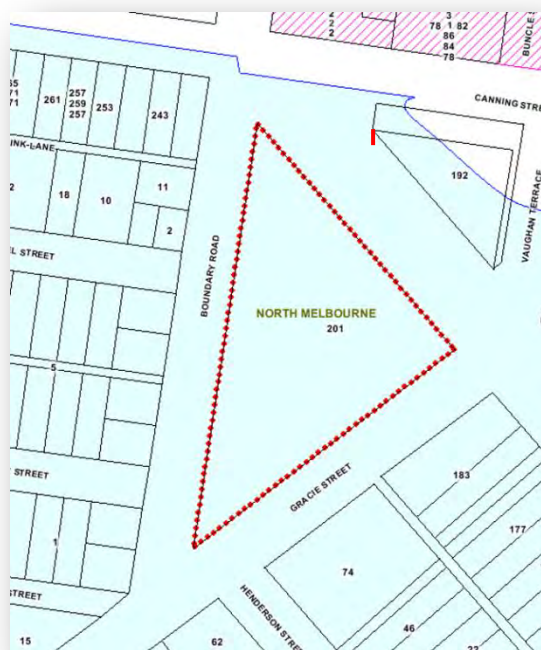 2
2
2
3
78 1 82
86
84
78
BUNCLE
CANNING STRE
71
71
261
257
259
257
253
243
INK-LANE
192
VAUGHAN TERRACE
2
18
10
11
2
BOUNDARY ROAD
STREET
NORTH MELBOURNE
201
5
STREET
GRACIE STREET
183
177
1
74
HENDERSON STRE
STREET
46
15
62